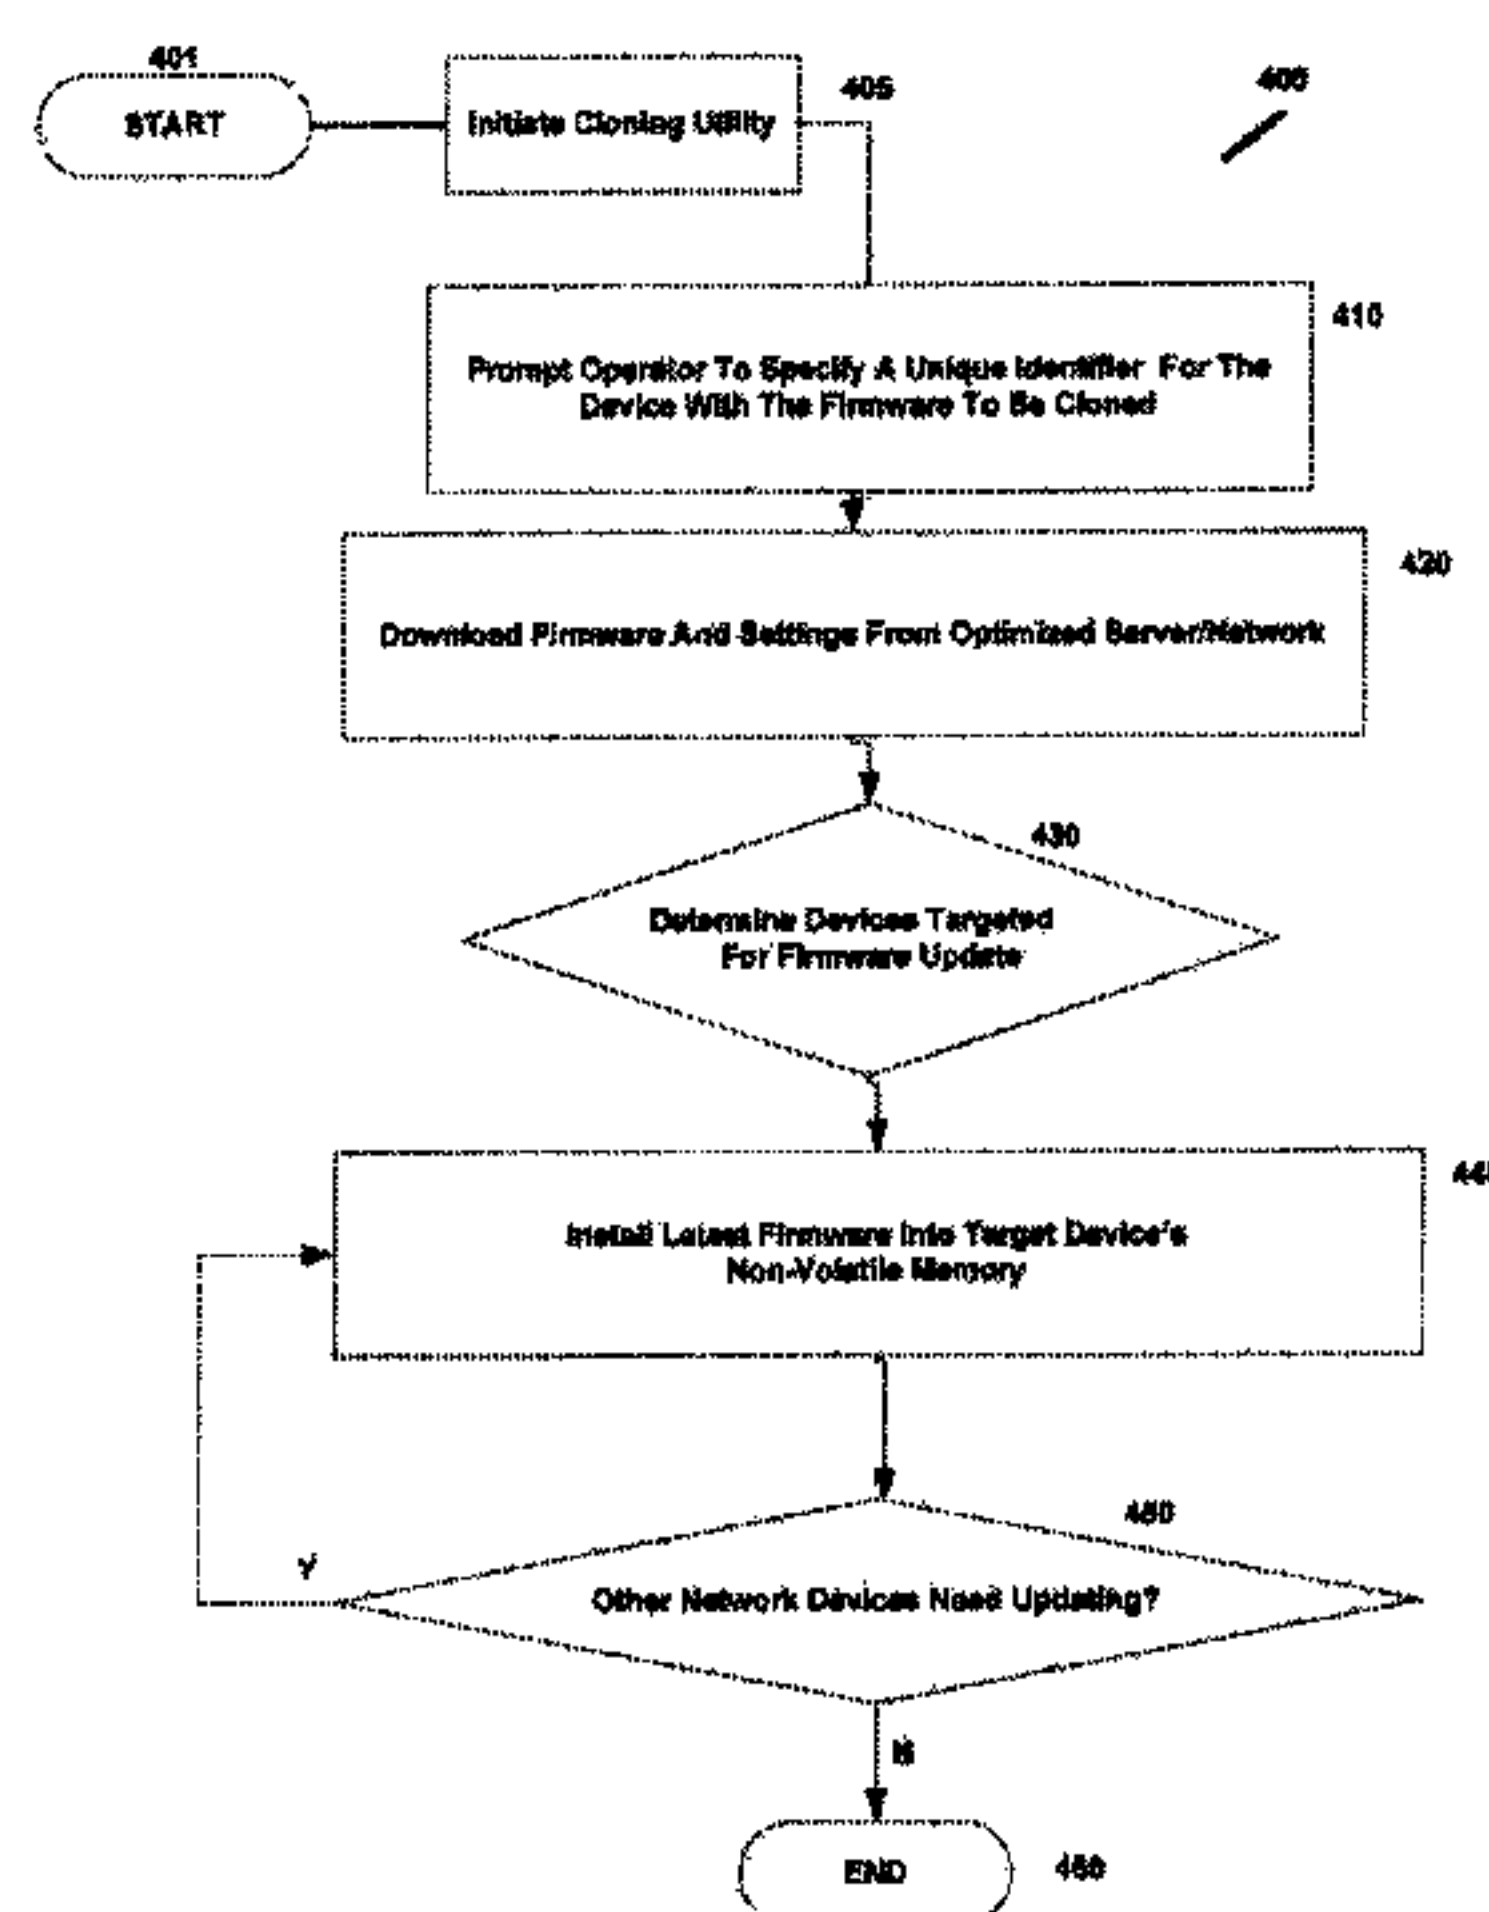 401
START
Initiate Cloning Utility
405
400
410
Prompt Operator To Specify A Unique Identifier For The
Device With The Firmware To Be Cloned
420
Download Firmware And Settings From Optimized Server/Network
430
Determine Devices Targeted
For Firmware Update
Install Latest Firmware Into Target Device's
Non-Volatile Memory
Y
Other Network Devices Need Updating?
N
END